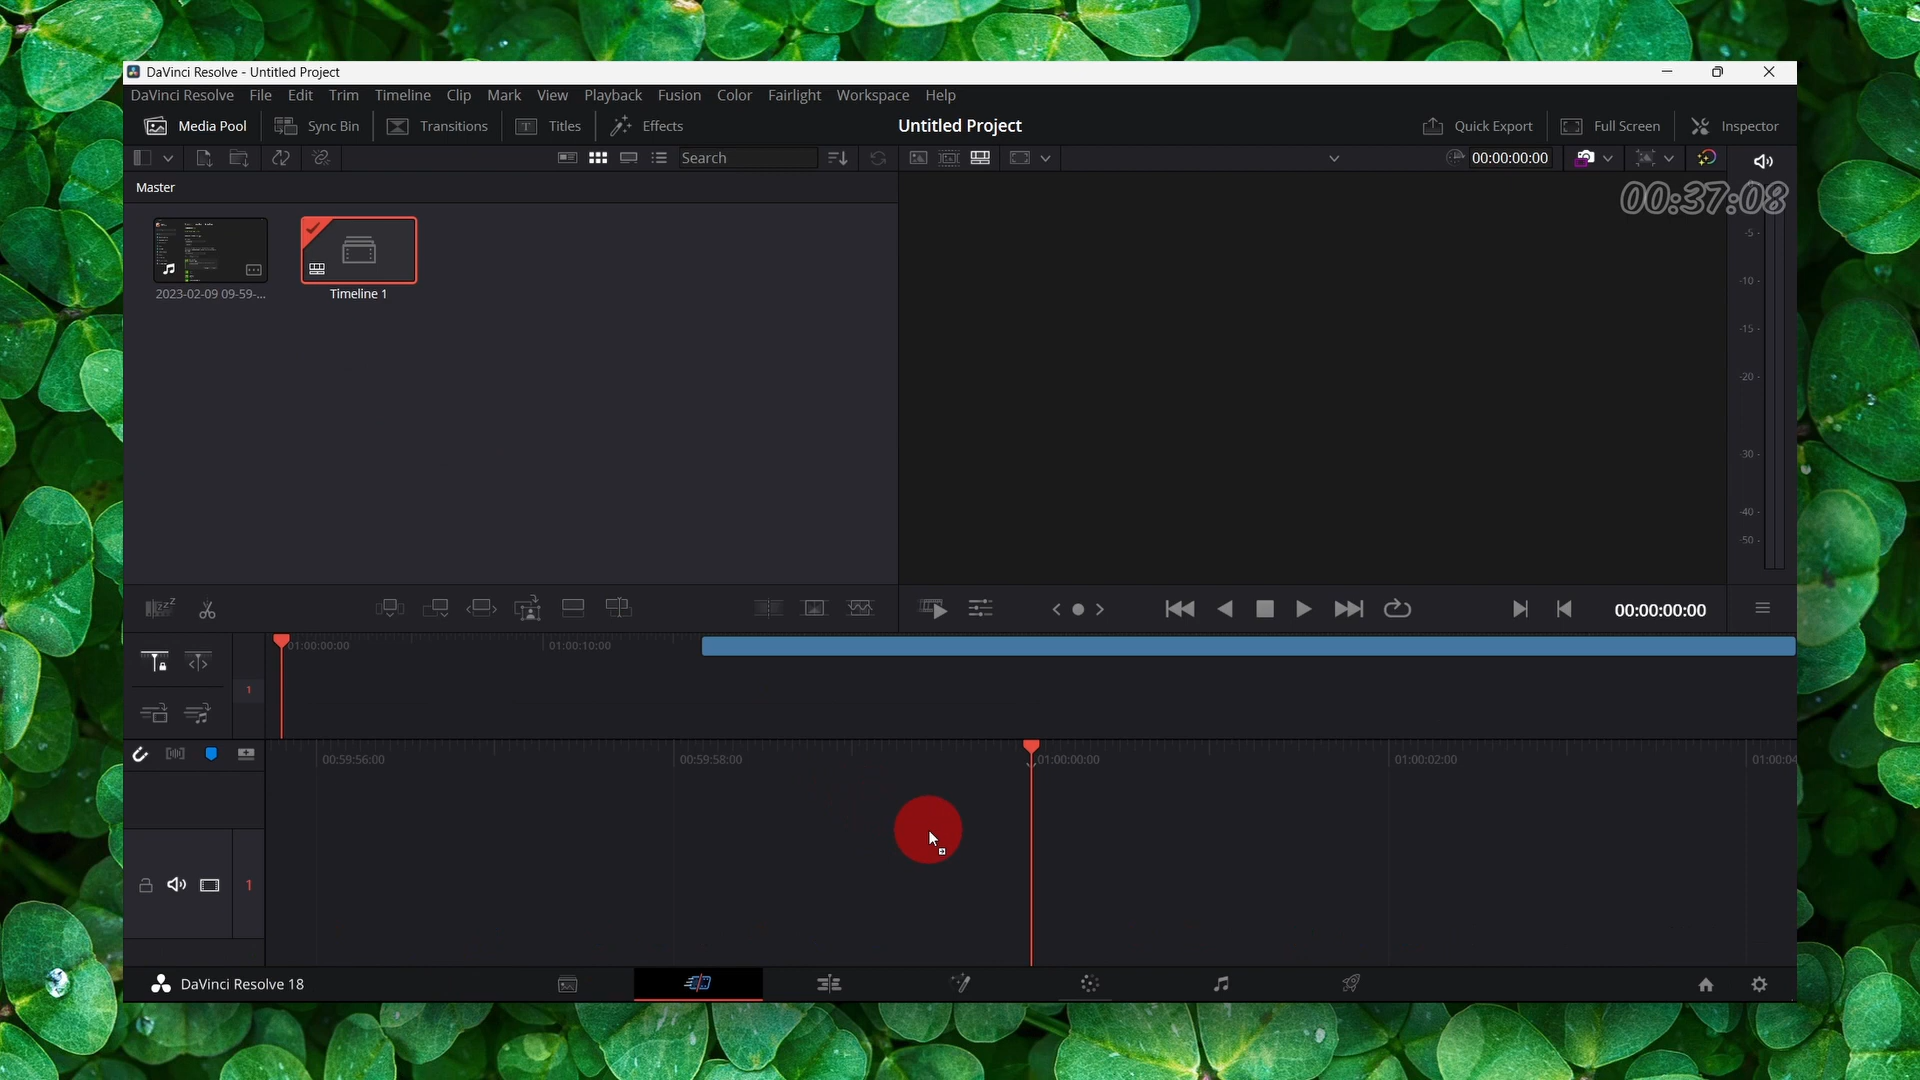 DaVinci Resolve - Untitled Project
DaVinci Resolve File Edit Trim Timeline Clip Mark View Playback Fusion Color Fairlight Workspace Help
Media Pool Sync Bin Transitions Titles Effects Untitled Project Quick Export Full Screen Inspector
Search 00:00:00:00
Master
00:37:08
-5
-10
-15
-20
-30
-40
-50
2023-02-09 09-59-... Timeline 1
00:00:00:00
01:00:00:00 01:00:10:00
1
00:59:56:00 00:59:58:00 01:00:00:00 01:00:02:00 01:00:04
1
DaVinci Resolve 18